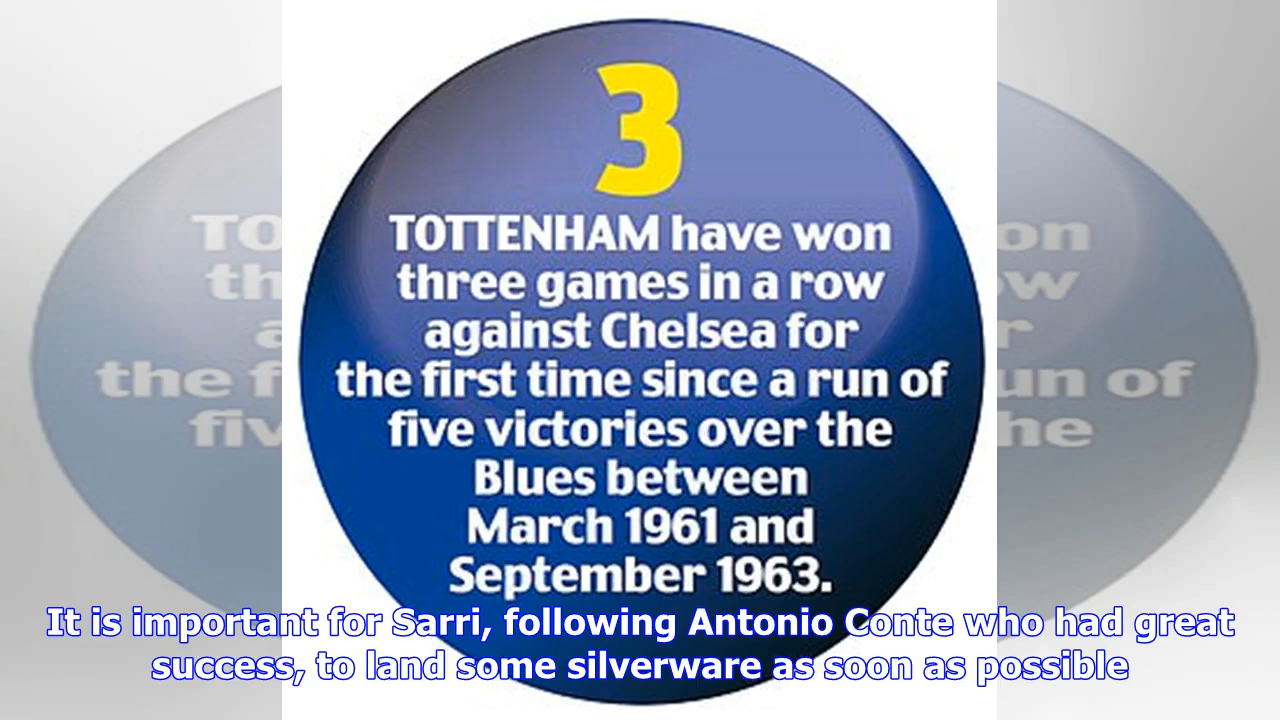 3
TOTTENHAM have won
three games in a row
against Chelsea for
the first time since a run of
five victories over the
Blues between
March 1961 and
September 1963.
It is important for Sarri, following Antonio Conte who had great
success, to land some silverware as soon as possible